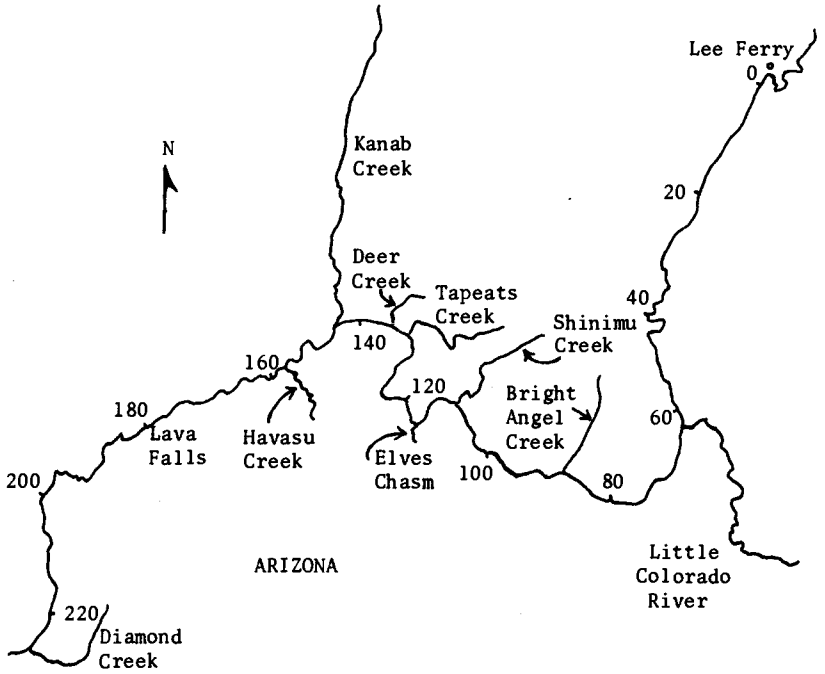 Lee Ferry
0
N
Kanab
Creek
20
Deer
Creek
Tapeats
Creek
40
Shinimu
Creek
140
160
120
Bright
Angel
Creek
60
180
Lava
Falls
Havasu
Creek
Elves
Chasm
100
80
200
ARIZONA
Little
Colorado
River
220
Diamond
Creek